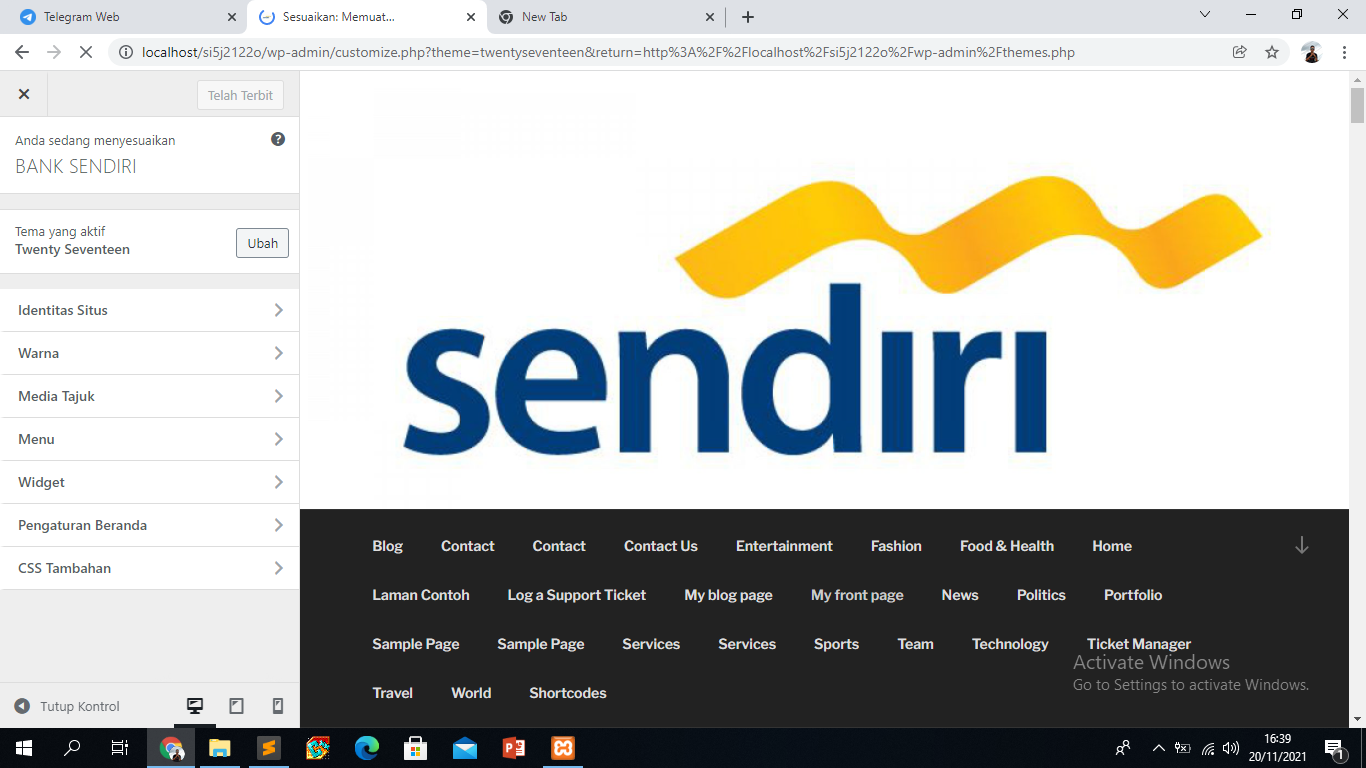 Telegram Web
Sesuaikan: Memuat...
New Tab
localhost/si5j2122o/wp-admin/customize.php?theme=twentyseventeen&return=http%3A%2F%2Flocalhost%2Fsi5j2122o%2Fwp-admin%2Fthemes.php
Telah Terbit
Anda sedang menyesuaikan
BANK SENDIRI
Tema yang aktif
Twenty Seventeen
Ubah
Identitas Situs
Warna
Media Tajuk
Menu
Widget
Pengaturan Beranda
CSS Tambahan
Tutup Kontrol
sendırı
Blog Contact Contact Contact Us Entertainment Fashion Food & Health Home
Laman Contoh Log a Support Ticket My blog page My front page News Politics Portfolio
Sample Page Sample Page Services Services Sports Team Technology Ticket Manager
Travel World Shortcodes
Activate Windows
Go to Settings to activate Windows.
16:39
20/11/2021
1